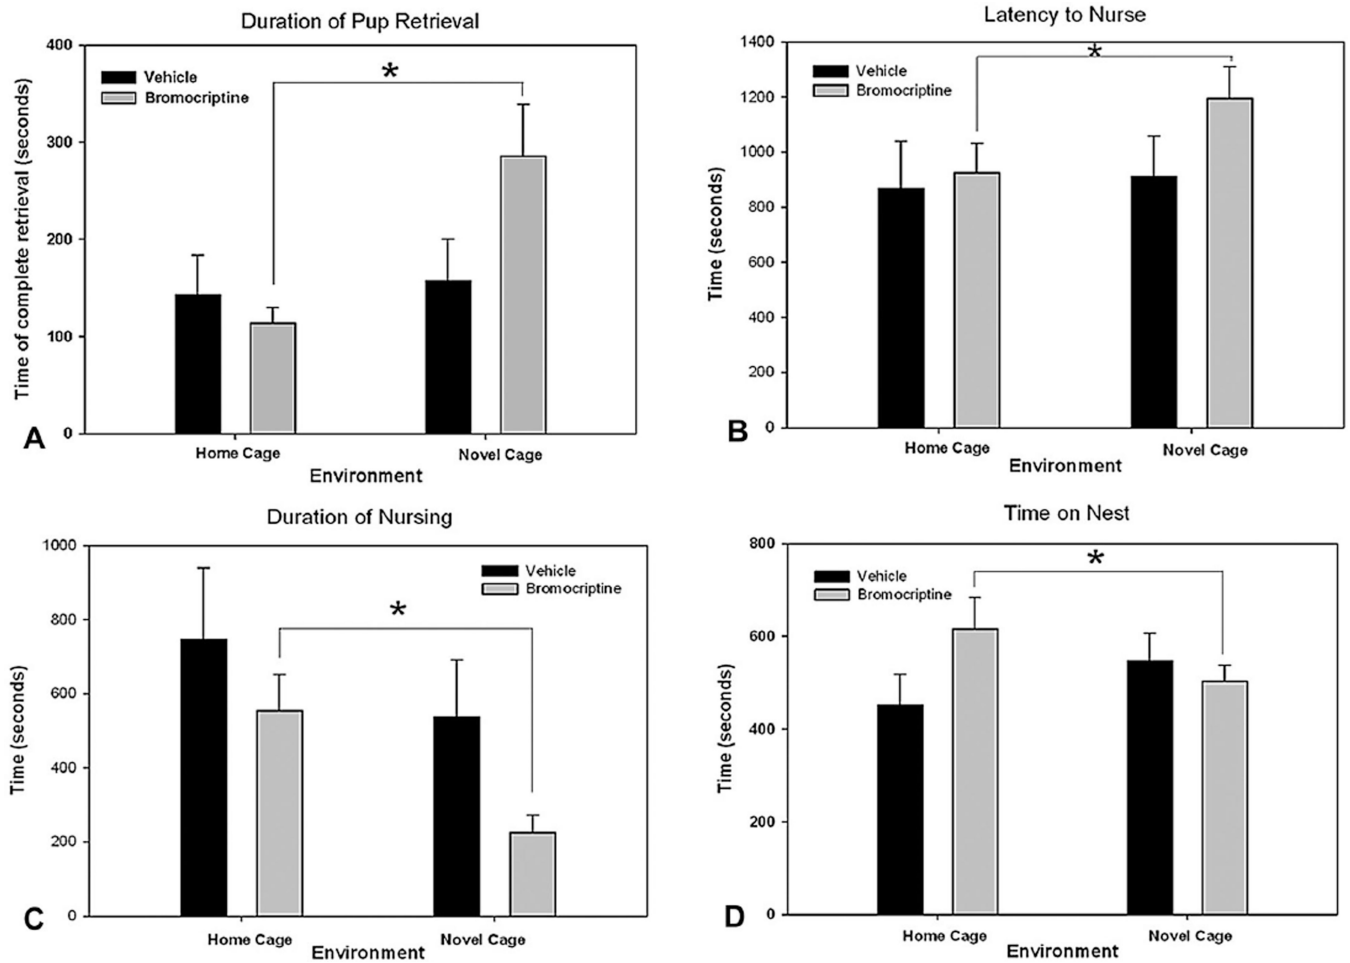 Duration of Pup Retrieval
Time of complete retrieval (seconds)
400
300
200
100
0
Vehicle
Bromocriptine
*
Home Cage
Novel Cage
Environment
A
Latency to Nurse
Time (seconds)
1400
1200
1000
800
600
400
200
0
Vehicle
Bromocriptine
*
Home Cage
Novel Cage
Environment
B
Duration of Nursing
Time (seconds)
1000
800
600
400
200
0
Vehicle
Bromocriptine
*
Home Cage
Novel Cage
Environment
C
Time on Nest
Time (seconds)
800
600
400
200
0
Vehicle
Bromocriptine
*
Home Cage
Novel Cage
Environment
D